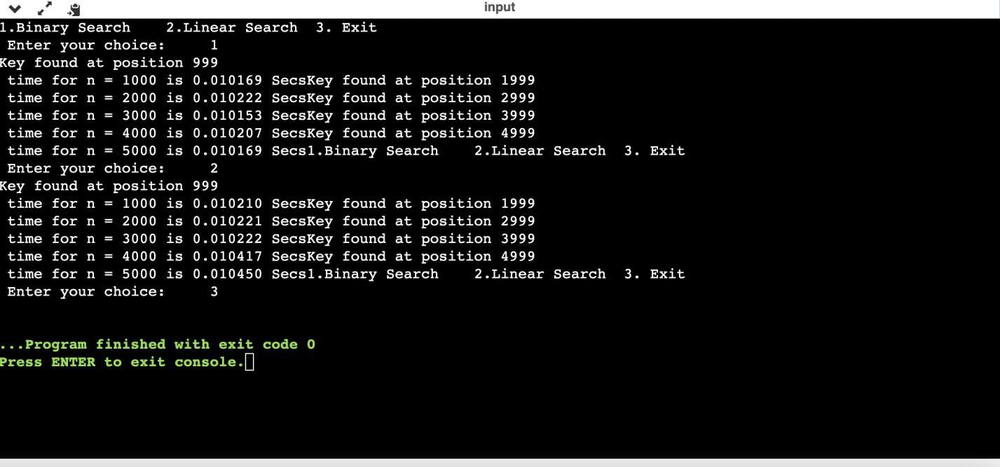 input
1.Binary Search    2.Linear Search  3. Exit
 Enter your choice:     1
Key found at position 999
 time for n = 1000 is 0.010169 SecsKey found at position 1999
 time for n = 2000 is 0.010222 SecsKey found at position 2999
 time for n = 3000 is 0.010153 SecsKey found at position 3999
 time for n = 4000 is 0.010207 SecsKey found at position 4999
 time for n = 5000 is 0.010169 Secs1.Binary Search    2.Linear Search  3. Exit
 Enter your choice:     2
Key found at position 999
 time for n = 1000 is 0.010210 SecsKey found at position 1999
 time for n = 2000 is 0.010221 SecsKey found at position 2999
 time for n = 3000 is 0.010222 SecsKey found at position 3999
 time for n = 4000 is 0.010417 SecsKey found at position 4999
 time for n = 5000 is 0.010450 Secs1.Binary Search    2.Linear Search  3. Exit
 Enter your choice:     3
...Program finished with exit code 0
Press ENTER to exit console.